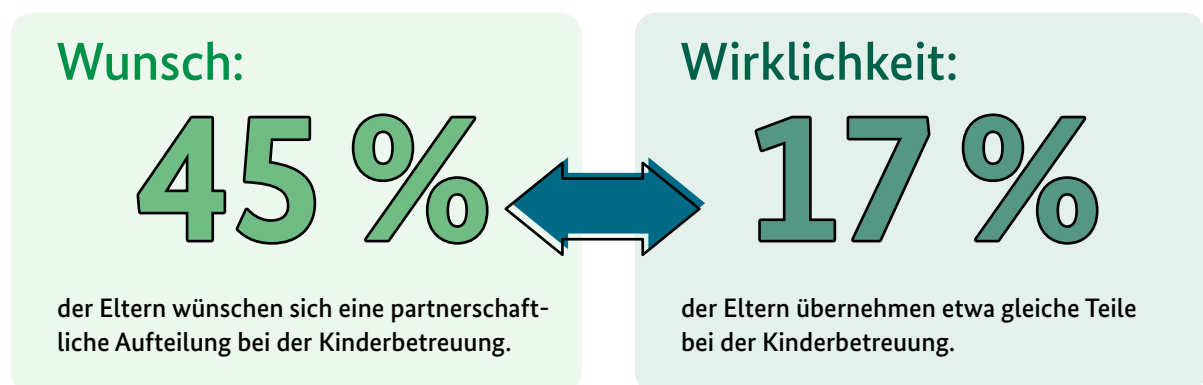 Wunsch:
45 %
der Eltern wünschen sich eine partnerschaft-
liche Aufteilung bei der Kinderbetreuung.
Wirklichkeit:
17 %
der Eltern übernehmen etwa gleiche Teile
bei der Kinderbetreuung.